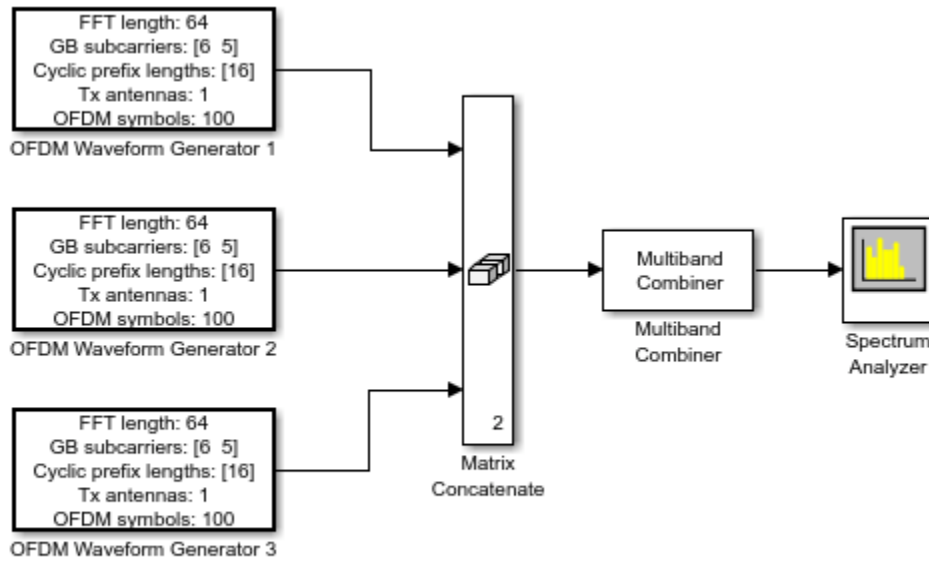 FFT length: 64
GB subcarriers: [6 5]
Cyclic prefix lengths: [16]
Tx antennas: 1
OFDM symbols: 100
OFDM Waveform Generator 1
FFT length: 64
GB subcarriers: [6 5]
Cyclic prefix lengths: [16]
Tx antennas: 1
OFDM symbols: 100
OFDM Waveform Generator 2
FFT length: 64
GB subcarriers: [6 5]
Cyclic prefix lengths: [16]
Tx antennas: 1
OFDM symbols: 100
OFDM Waveform Generator 3
2
Matrix
Concatenate
Multiband
Combiner
Multiband
Combiner
Spectrum
Analyzer